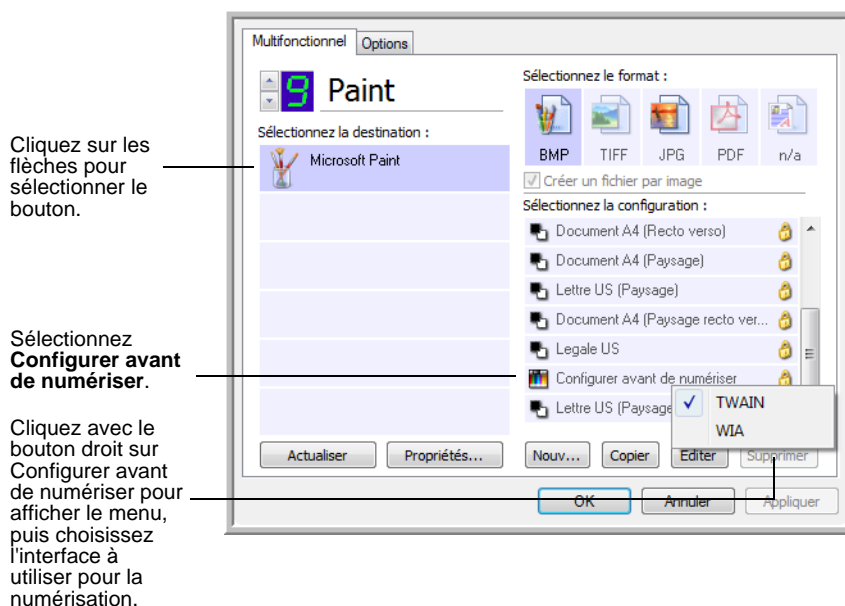 Cliquez sur les
flèches pour
sélectionner le
bouton.
Sélectionnez
Configurer avant
de numériser.
Cliquez avec le
bouton droit sur
Configurer avant
de numériser pour
afficher le menu,
puis choisissez
l'interface à
utiliser pour la
numérisation.
Multifonctionnel Options
9 Paint
Sélectionnez la destination :
Microsoft Paint
Actualiser Propriétés...
Sélectionnez le format :
BMP TIFF JPG PDF n/a
Créer un fichier par image
Sélectionnez la configuration :
Document A4 (Recto verso)
Document A4 (Paysage)
Lettre US (Paysage)
Document A4 (Paysage recto ver...
Legale US
Configurer avant de numériser
Lettre US (Paysage
TWAIN
WIA
Nouv... Copier Editer Supprimer
OK Annuler Appliquer